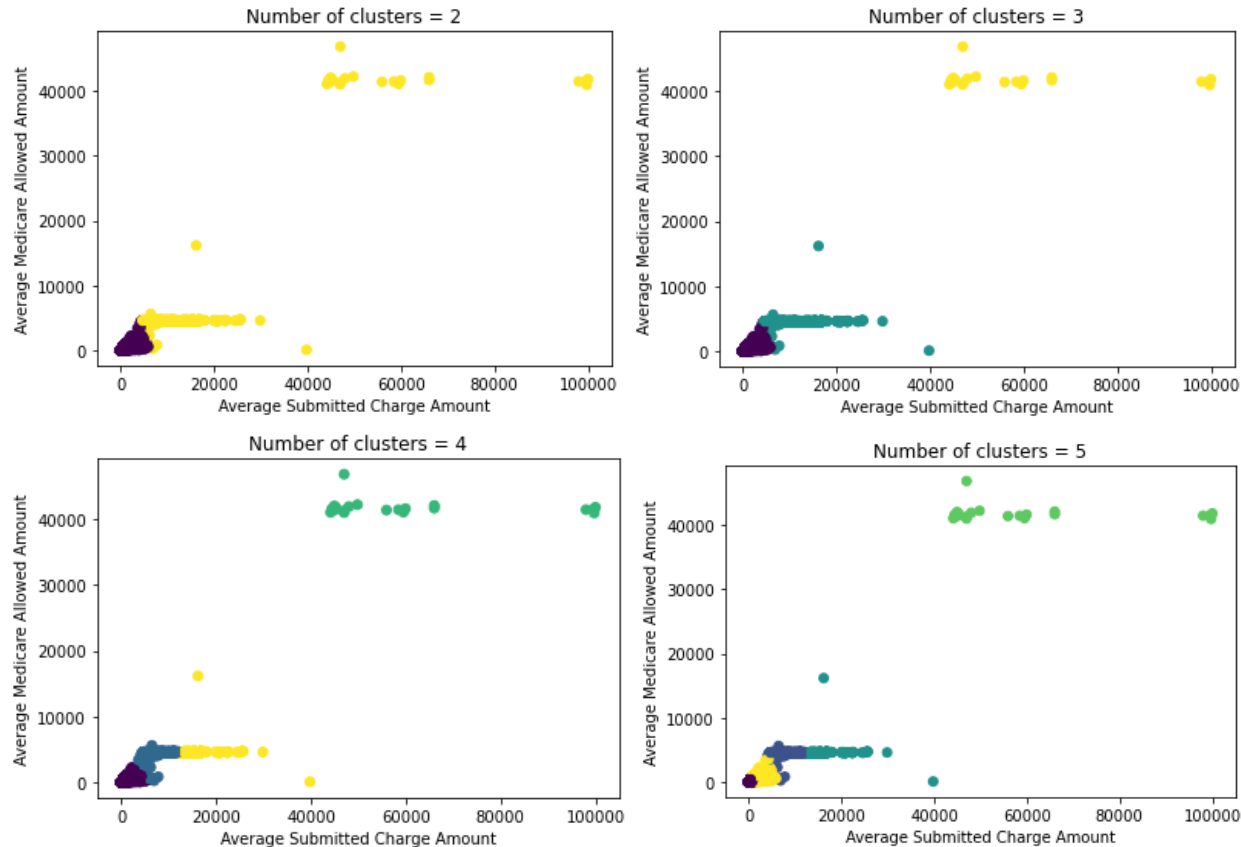 Number of clusters = 2
Average Medicare Allowed Amount
40000
30000
20000
10000
0
0 20000 40000 60000 80000 100000
Average Submitted Charge Amount
Number of clusters = 3
Average Medicare Allowed Amount
40000
30000
20000
10000
0
0 20000 40000 60000 80000 100000
Average Submitted Charge Amount
Number of clusters = 4
Average Medicare Allowed Amount
40000
30000
20000
10000
0
0 20000 40000 60000 80000 100000
Average Submitted Charge Amount
Number of clusters = 5
Average Medicare Allowed Amount
40000
30000
20000
10000
0
0 20000 40000 60000 80000 100000
Average Submitted Charge Amount